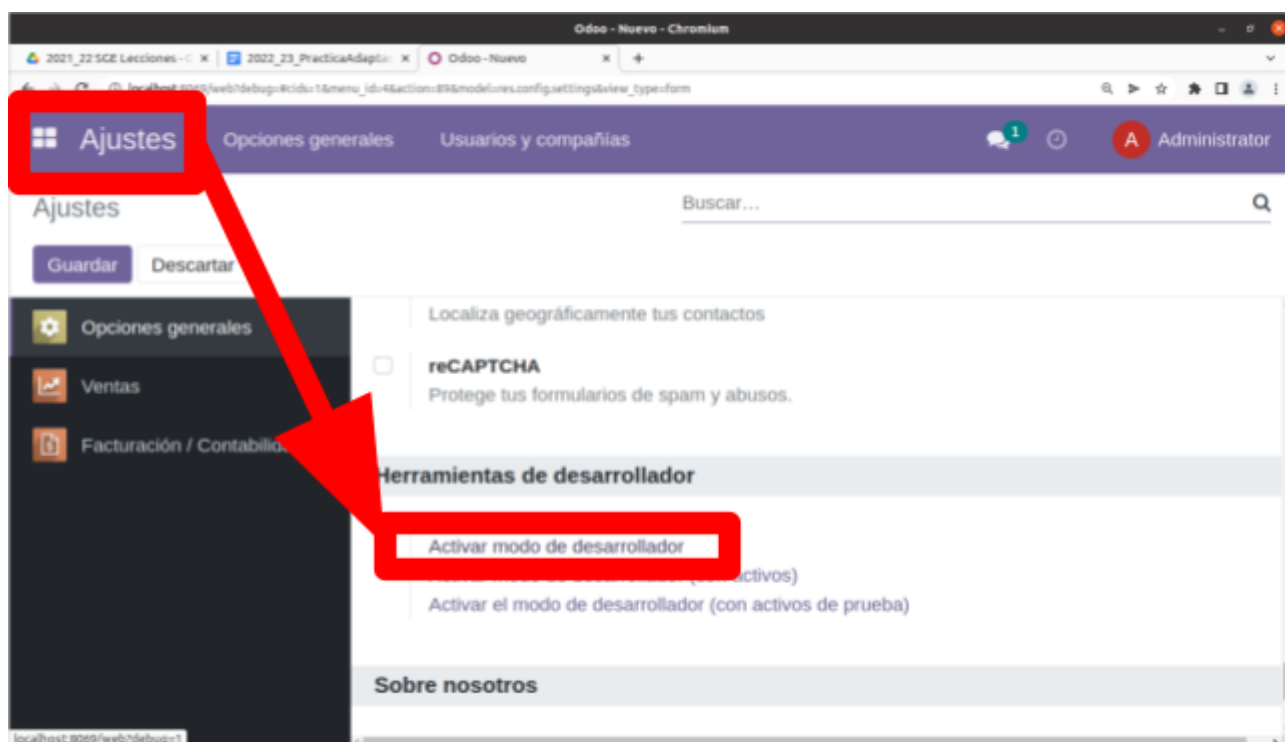 Odoo - Nuevo - Chromium
2021_22 SGE Lecciones - G
2022_23_PracticaAdaptac
Odoo - Nuevo
localhost:8069/web?debug=#cids=1&menu_id=4&action=89&model=res.config.settings&view_type=form
Ajustes Opciones generales Usuarios y compañías 1 A Administrator
Ajustes Buscar...
Guardar Descartar
Opciones generales
Ventas
Facturación /
Localiza geográficamente tus contactos
reCAPTCHA
Protege tus formularios de spam y abusos.
Herramientas de desarrollador
Activar modo de desarrollador
activos)
Activar el modo de desarrollador (con activos de prueba)
Sobre nosotros
localhost:8069/web?debug=1